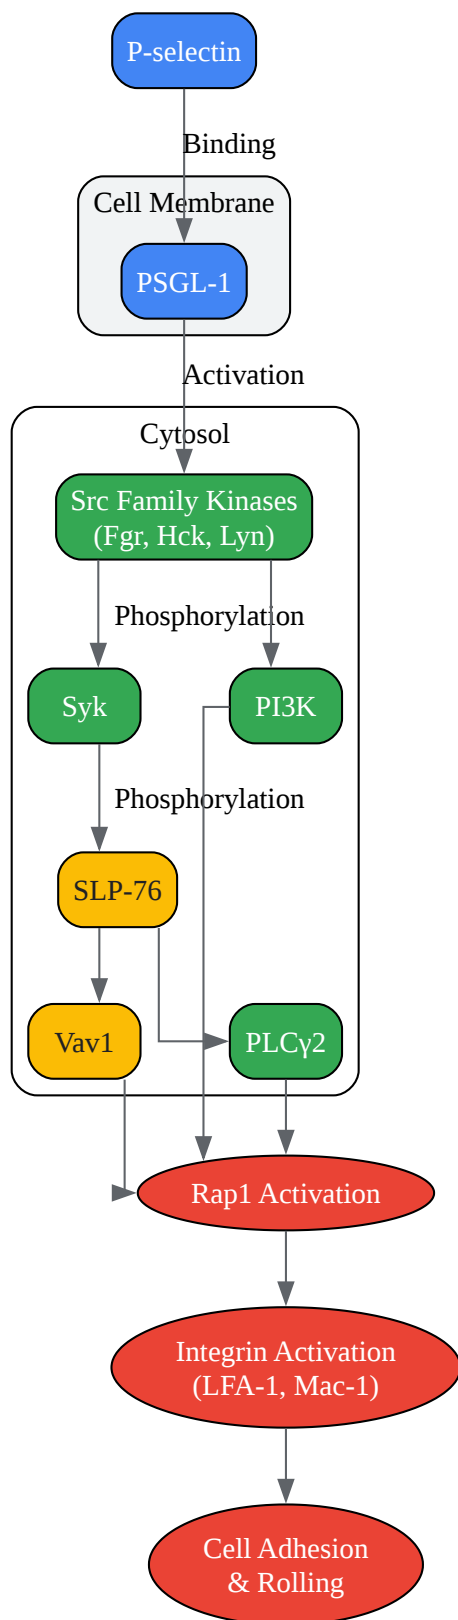 P-selectin
Binding
Cell Membrane
PSGL-1
Activation
Cytosol
Src Family Kinases
(Fgr, Hck, Lyn)
Phosphorylation
Syk
PI3K
Phosphorylation
SLP-76
Vav1
PLCγ2
Rap1 Activation
Integrin Activation
(LFA-1, Mac-1)
Cell Adhesion
& Rolling